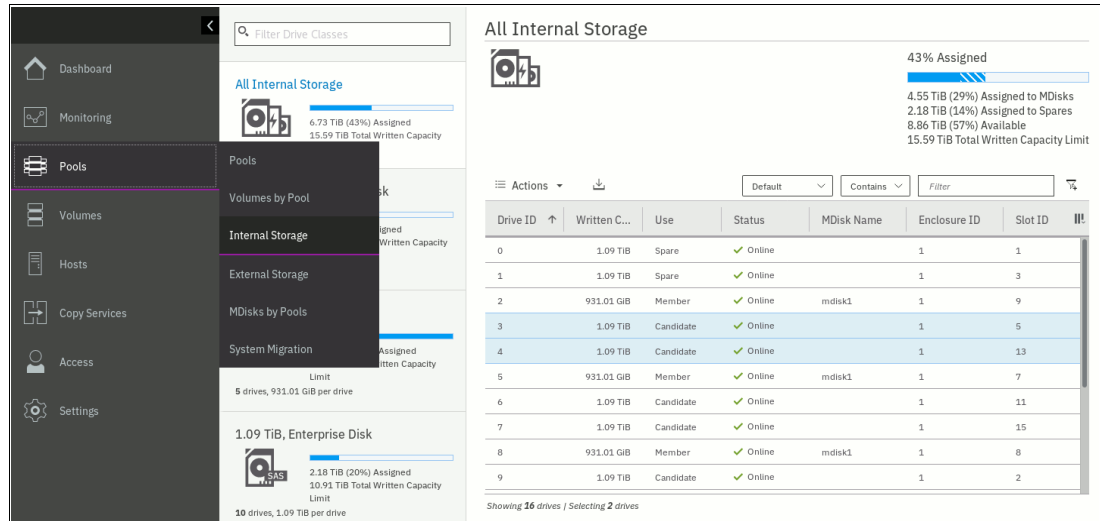 Dashboard
Monitoring
Pools
Volumes
Hosts
Copy Services
Access
Settings
Pools
Volumes by Pool
Internal Storage
External Storage
MDisks by Pools
System Migration
Filter Drive Classes
All Internal Storage
6.73 TiB (43%) Assigned
15.59 TiB Total Written Capacity
sk
igned
Written Capacity
Assigned
itten Capacity
Limit
5 drives, 931.01 GiB per drive
1.09 TiB, Enterprise Disk
SAS
2.18 TiB (20%) Assigned
10.91 TiB Total Written Capacity
Limit
10 drives, 1.09 TiB per drive
All Internal Storage
43% Assigned
4.55 TiB (29%) Assigned to MDisks
2.18 TiB (14%) Assigned to Spares
8.86 TiB (57%) Available
15.59 TiB Total Written Capacity Limit
Actions Default Contains Filter
Drive ID Written C... Use Status MDisk Name Enclosure ID Slot ID
0 1.09 TiB Spare Online 1 1
1 1.09 TiB Spare Online 1 3
2 931.01 GiB Member Online mdisk1 1 9
3 1.09 TiB Candidate Online 1 5
4 1.09 TiB Candidate Online 1 13
5 931.01 GiB Member Online mdisk1 1 7
6 1.09 TiB Candidate Online 1 11
7 1.09 TiB Candidate Online 1 15
8 931.01 GiB Member Online mdisk1 1 8
9 1.09 TiB Candidate Online 1 2
Showing 16 drives | Selecting 2 drives